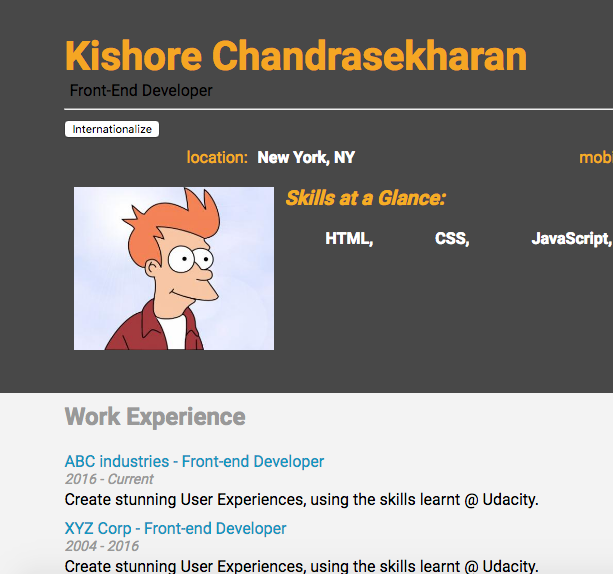 Kishore Chandrasekharan
Front-End Developer
Internationalize
location: New York, NY mobi
Skills at a Glance:
HTML, CSS, JavaScript,
Work Experience
ABC industries - Front-end Developer
2016 - Current
Create stunning User Experiences, using the skills learnt @ Udacity.
XYZ Corp - Front-end Developer
2004 - 2016
Create stunning User Experiences, using the skills learnt @ Udacity.